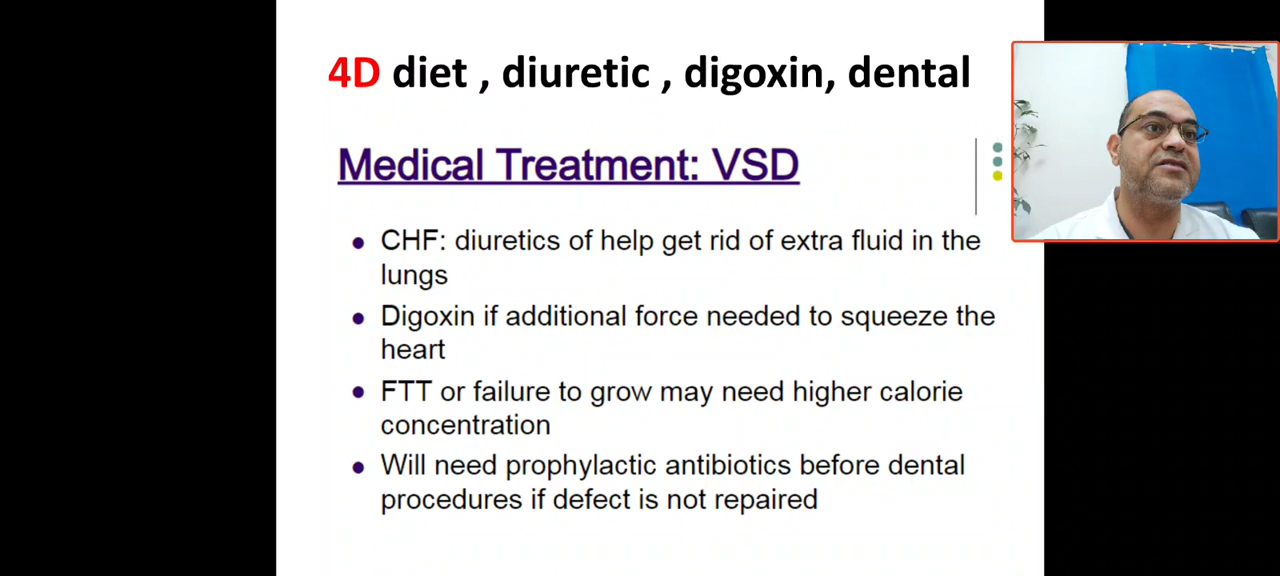 4D diet , diuretic , digoxin, dental
Medical Treatment: VSD
CHF: diuretics of help get rid of extra fluid in the
lungs
Digoxin if additional force needed to squeeze the
heart
FTT or failure to grow may need higher calorie
concentration
Will need prophylactic antibiotics before dental
procedures if defect is not repaired